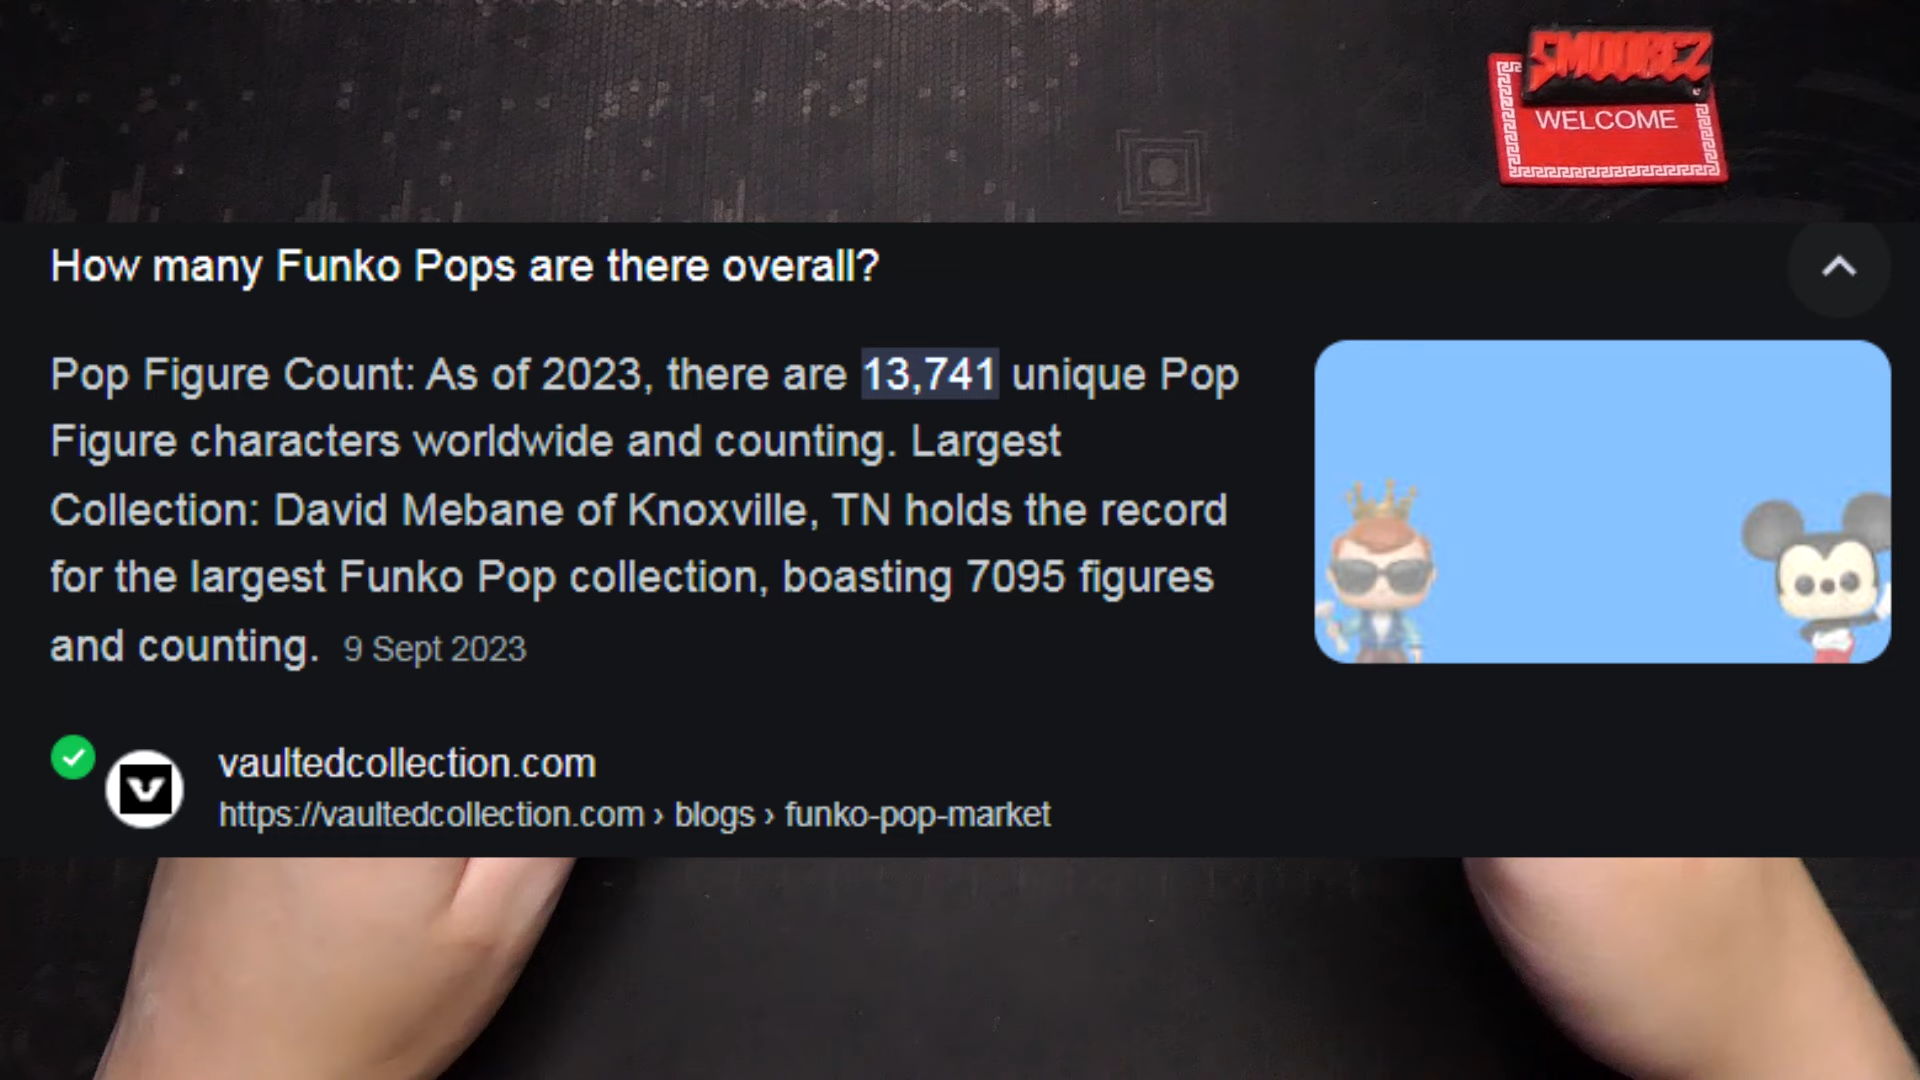 SMOOREZ
WELCOME
How many Funko Pops are there overall?
Pop Figure Count: As of 2023, there are 13,741 unique Pop
Figure characters worldwide and counting. Largest
Collection: David Mebane of Knoxville, TN holds the record
for the largest Funko Pop collection, boasting 7095 figures
and counting. 9 Sept 2023
vaultedcollection.com
https://vaultedcollection.com › blogs › funko-pop-market